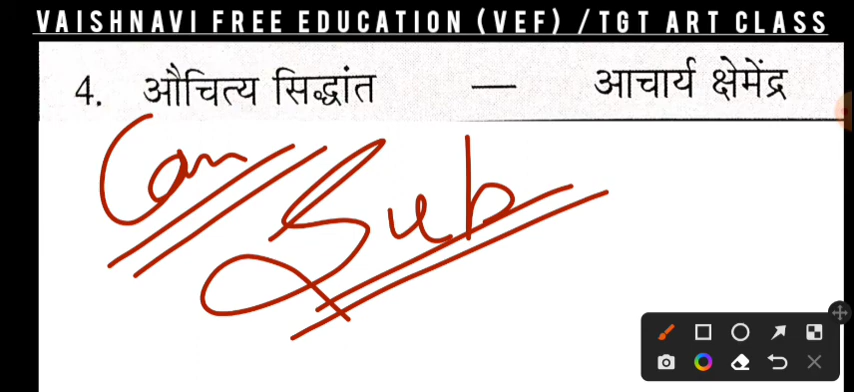 VAISHNAVI FREE EDUCATION (VEF) / TGT ART CLASS
4. औचित्य सिद्धांत — आचार्य क्षेमेंद्र
Com
Sub